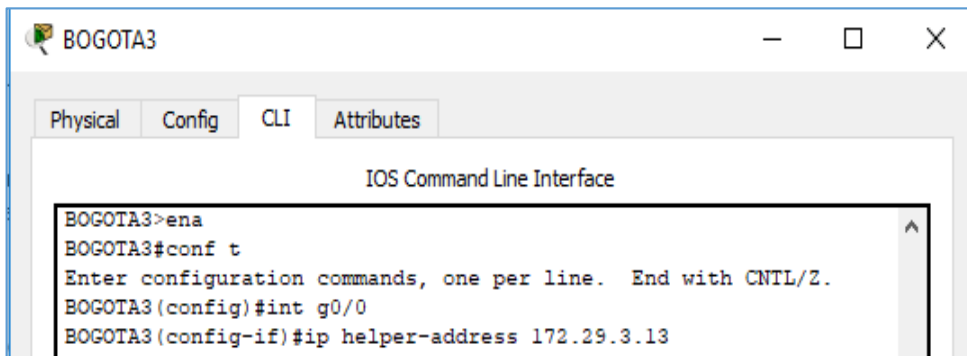 BOGOTA3
Physical Config CLI Attributes
IOS Command Line Interface
BOGOTA3>ena
BOGOTA3#conf t
Enter configuration commands, one per line.  End with CNTL/Z.
BOGOTA3(config)#int g0/0
BOGOTA3(config-if)#ip helper-address 172.29.3.13